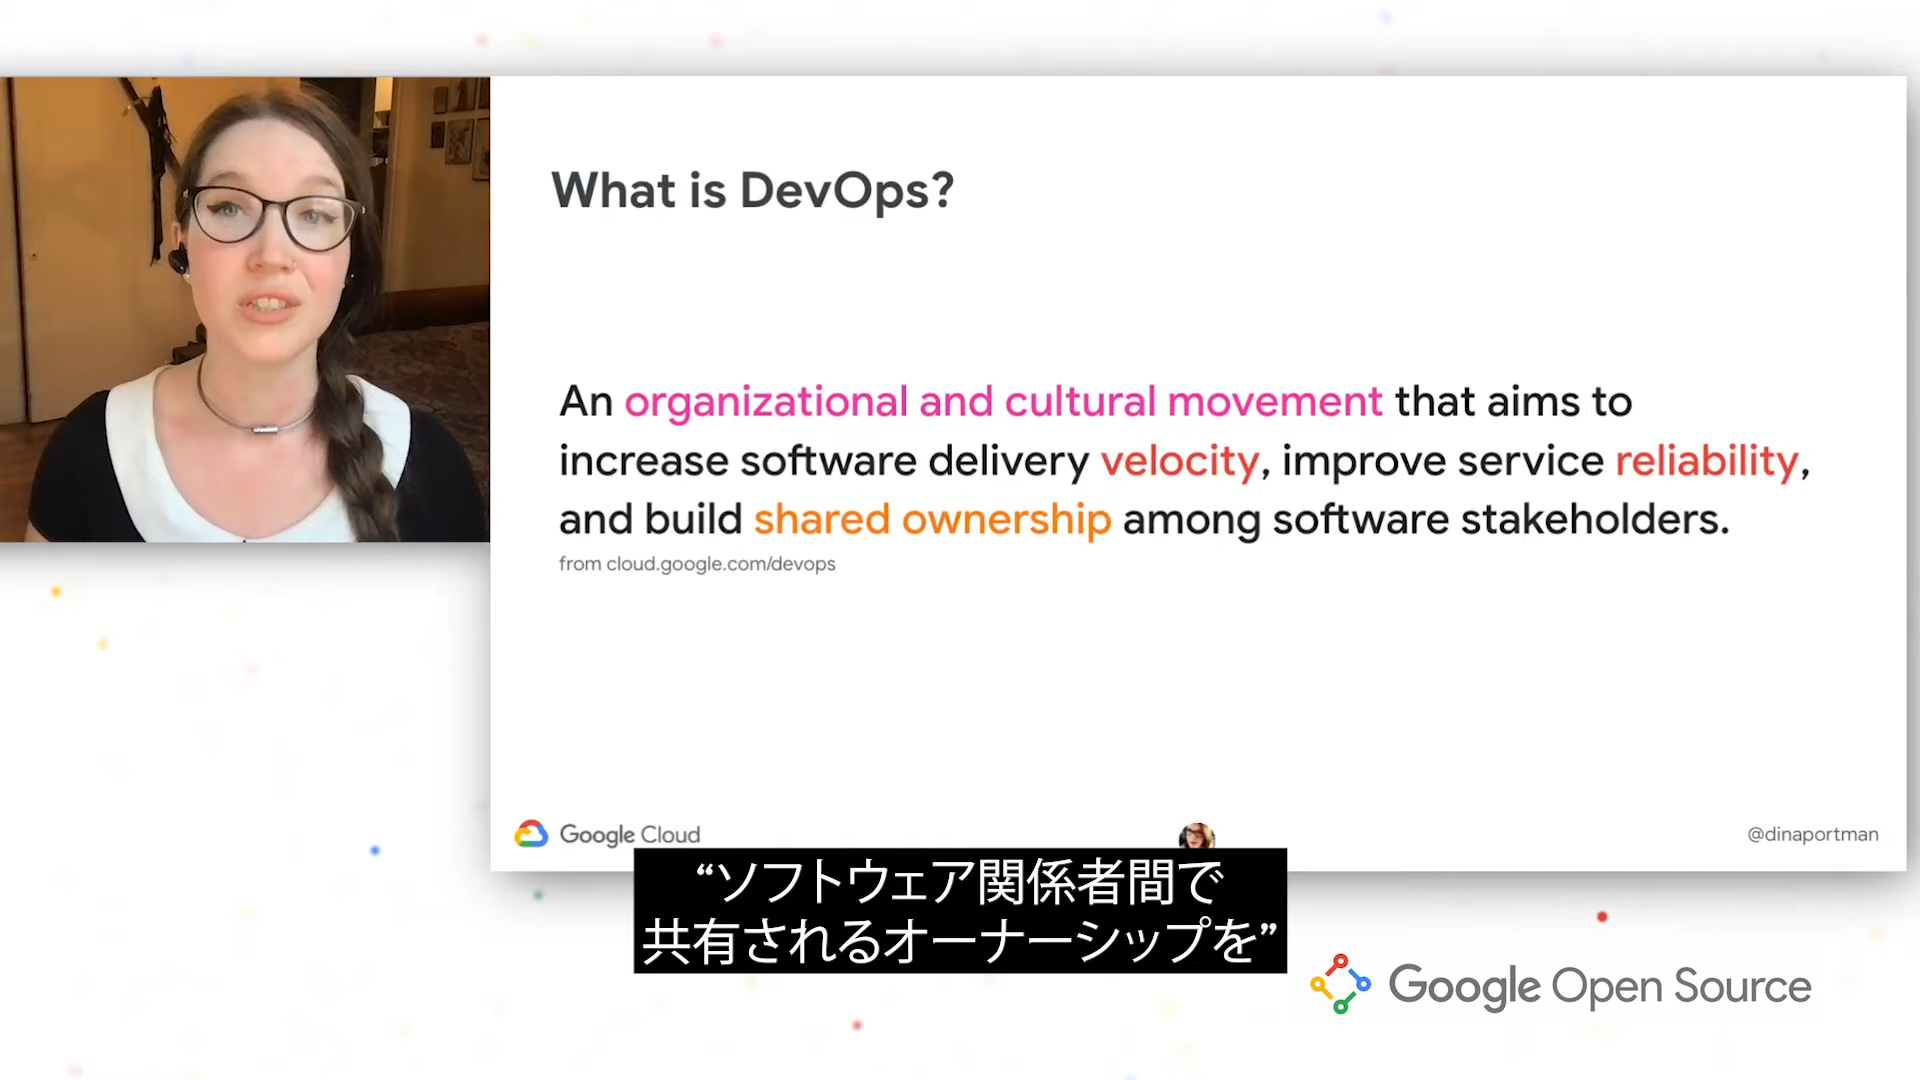 What is DevOps?
An organizational and cultural movement that aims to
increase software delivery velocity, improve service reliability,
and build shared ownership among software stakeholders.
from cloud.google.com/devops
Google Cloud
@dinaportman
“ソフトウェア関係者間で
共有されるオーナーシップを”
Google Open Source